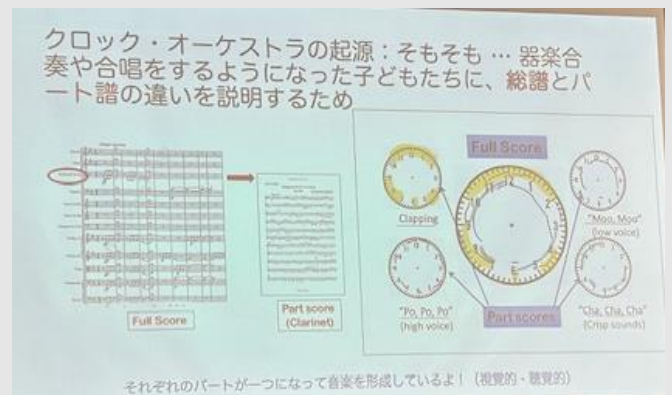 クロック・オーケストラの起源：そもそも … 器楽合
奏や合唱をするようになった子どもたちに、総譜とパ
ート譜の違いを説明するため
Full Score
Part score
(Clarinet)
Full Score
Clapping
"Moo, Moo"
(low voice)
"Po, Po, Po"
(high voice)
Part scores
"Cha, Cha, Cha"
(Crisp sounds)
それぞれのパートが一つになって音楽を形成しているよ！（視覚的・聴覚的）